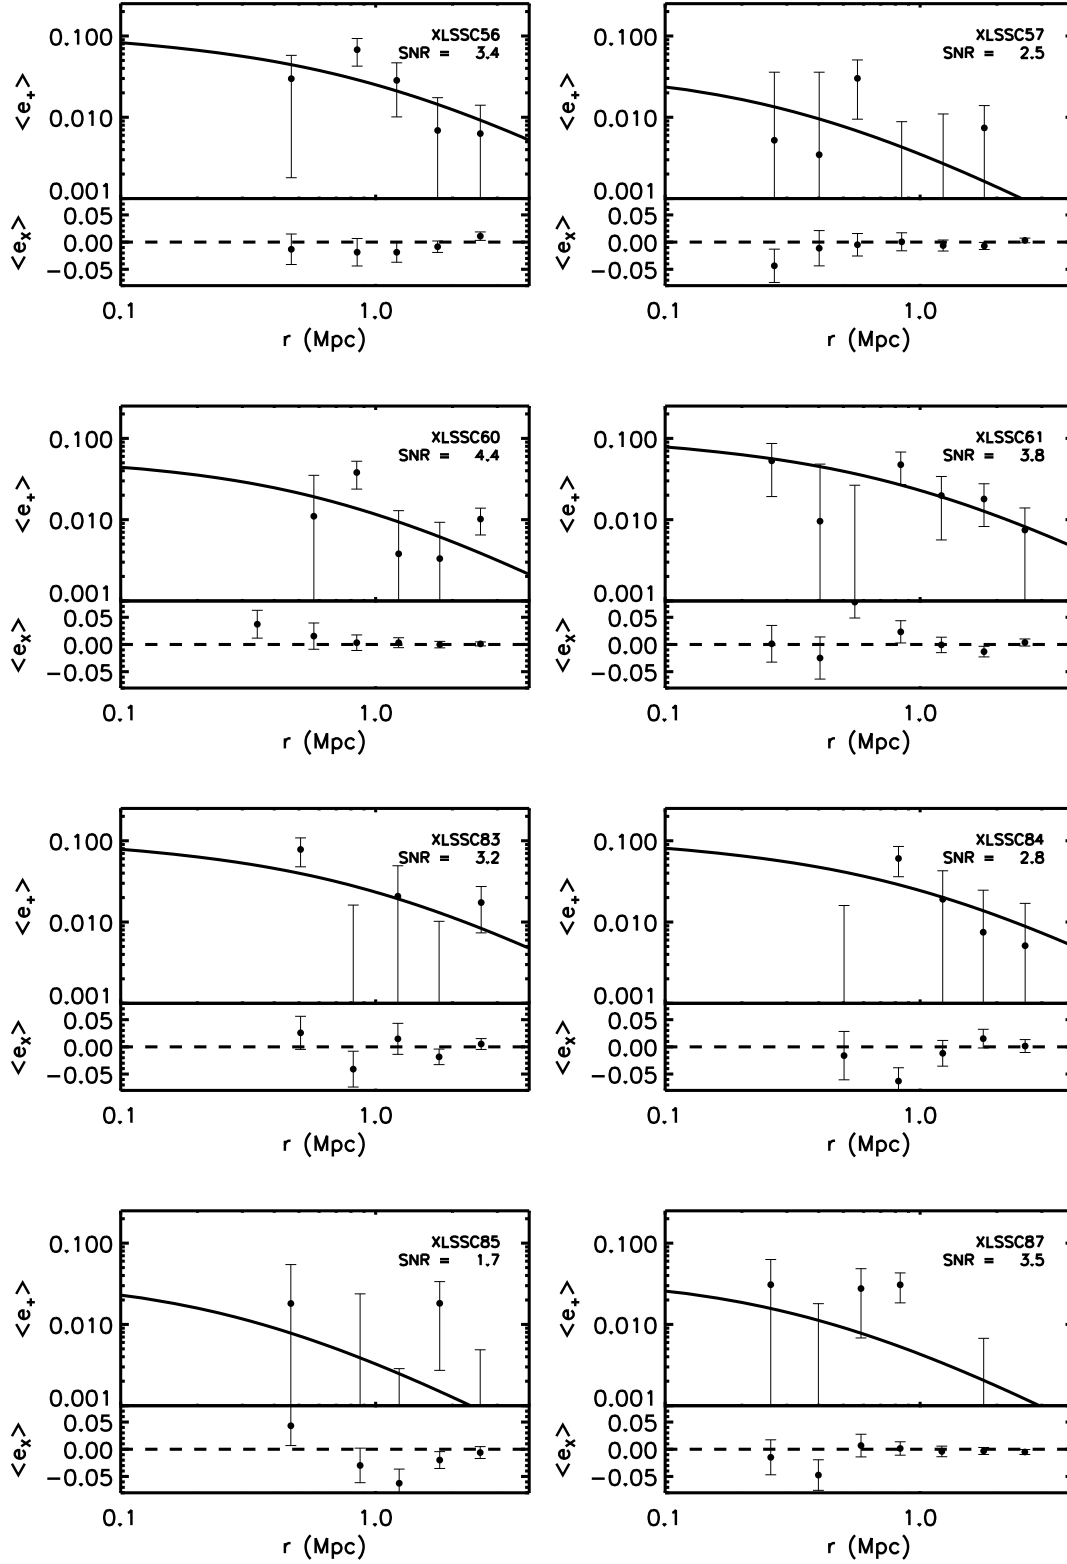 XLSSC56
SNR = 3.4
<e+>
0.100
0.010
0.001
<ex>
0.05
0.00
−0.05
0.1
1.0
r (Mpc)
XLSSC57
SNR = 2.5
<e+>
0.100
0.010
0.001
<ex>
0.05
0.00
−0.05
0.1
1.0
r (Mpc)
XLSSC60
SNR = 4.4
<e+>
0.100
0.010
0.001
<ex>
0.05
0.00
−0.05
0.1
1.0
r (Mpc)
XLSSC61
SNR = 3.8
<e+>
0.100
0.010
0.001
<ex>
0.05
0.00
−0.05
0.1
1.0
r (Mpc)
XLSSC83
SNR = 3.2
<e+>
0.100
0.010
0.001
<ex>
0.05
0.00
−0.05
0.1
1.0
r (Mpc)
XLSSC84
SNR = 2.8
<e+>
0.100
0.010
0.001
<ex>
0.05
0.00
−0.05
0.1
1.0
r (Mpc)
XLSSC85
SNR = 1.7
<e+>
0.100
0.010
0.001
<ex>
0.05
0.00
−0.05
0.1
1.0
r (Mpc)
XLSSC87
SNR = 3.5
<e+>
0.100
0.010
0.001
<ex>
0.05
0.00
−0.05
0.1
1.0
r (Mpc)